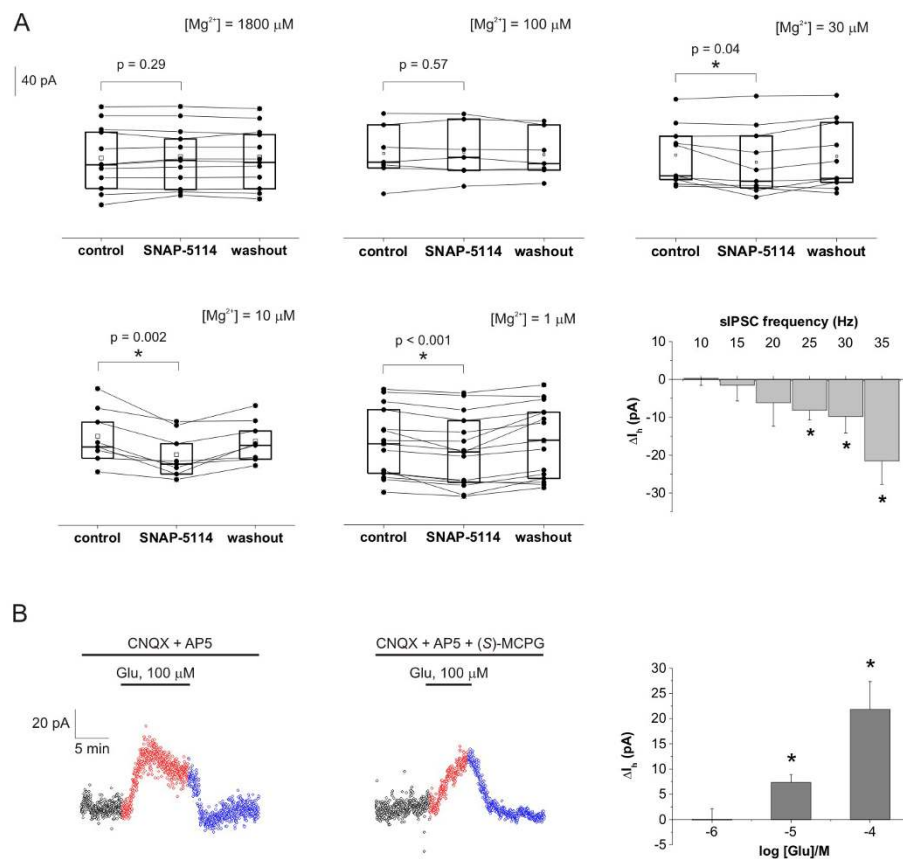 A
[Mg²⁺] = 1800 μM
[Mg²⁺] = 100 μM
[Mg²⁺] = 30 μM
40 pA
p = 0.29
p = 0.57
p = 0.04
*
control SNAP-5114 washout
control SNAP-5114 washout
control SNAP-5114 washout
[Mg²⁺] = 10 μM
[Mg²⁺] = 1 μM
p = 0.002
*
p < 0.001
*
control SNAP-5114 washout
control SNAP-5114 washout
sIPSC frequency (Hz)
10 15 20 25 30 35
10
0
-10
-20
-30
ΔIₕ (pA)
* * *
B
CNQX + AP5
Glu, 100 μM
20 pA
5 min
CNQX + AP5 + (S)-MCPG
Glu, 100 μM
30
25
20
15
10
5
0
-5
ΔIₕ (pA)
* *
-6 -5 -4
log [Glu]/M